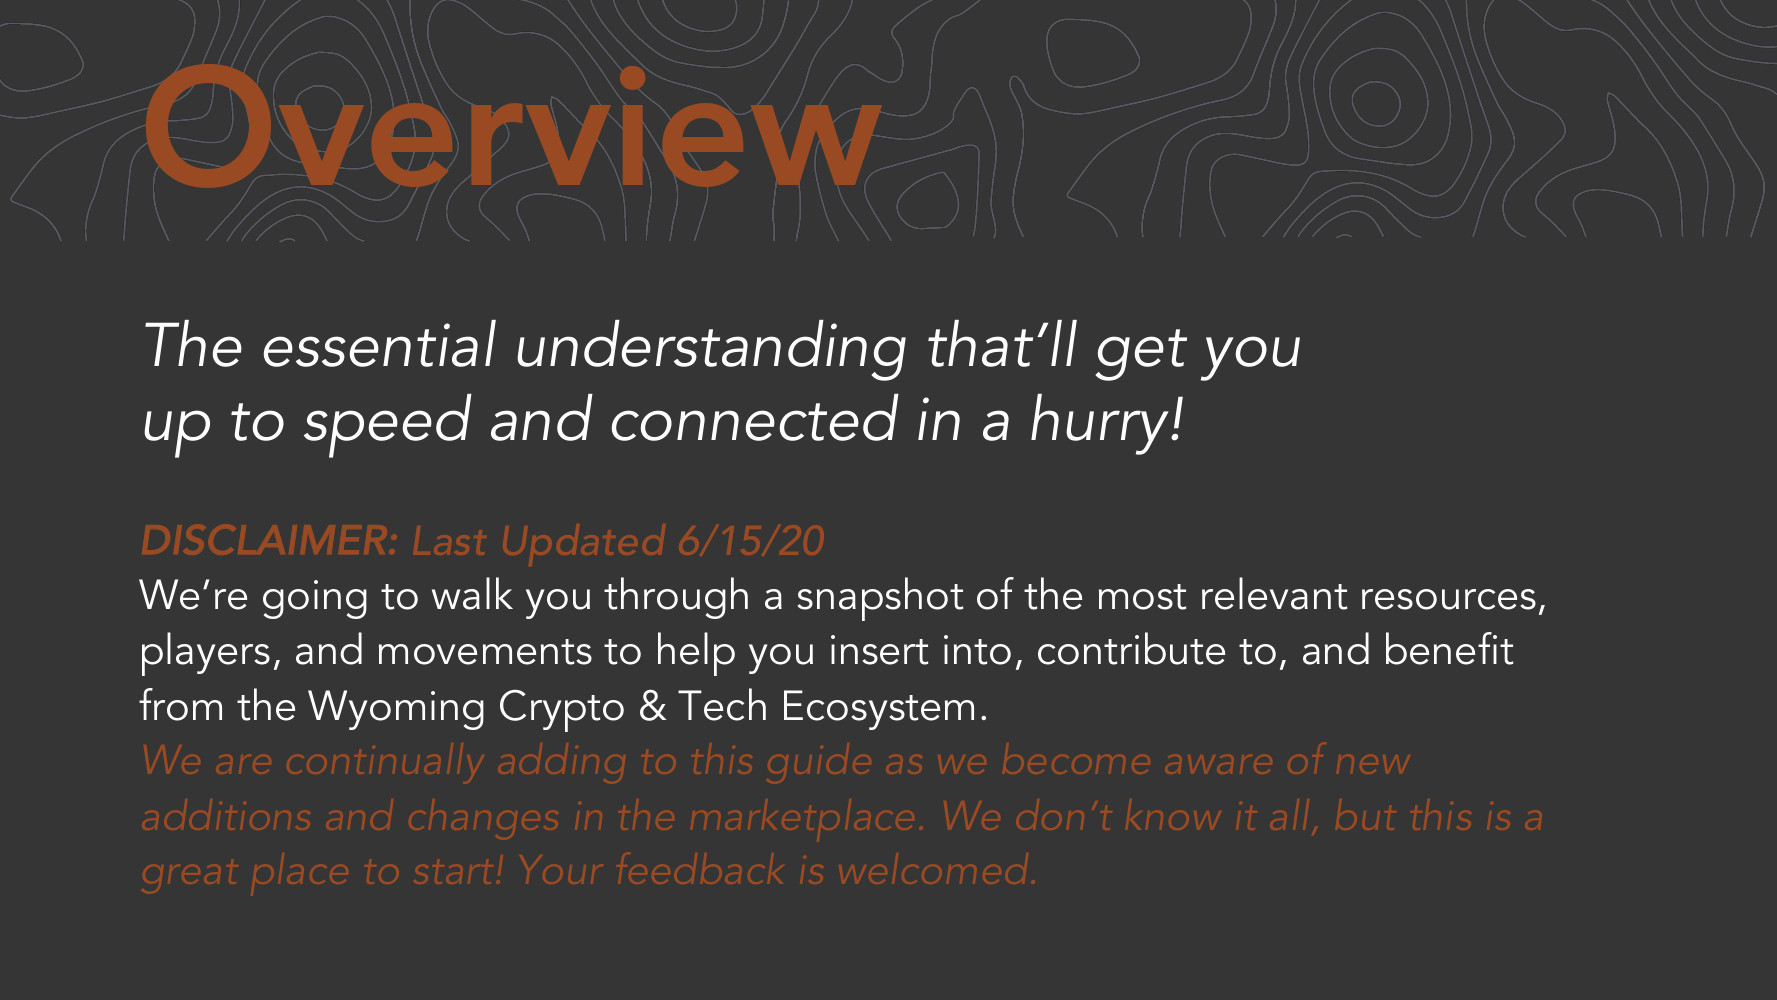 Overview
The essential understanding that’ll get you
up to speed and connected in a hurry!
DISCLAIMER: Last Updated 6/15/20
We’re going to walk you through a snapshot of the most relevant resources,
players, and movements to help you insert into, contribute to, and benefit
from the Wyoming Crypto & Tech Ecosystem.
We are continually adding to this guide as we become aware of new
additions and changes in the marketplace. We don’t know it all, but this is a
great place to start! Your feedback is welcomed.